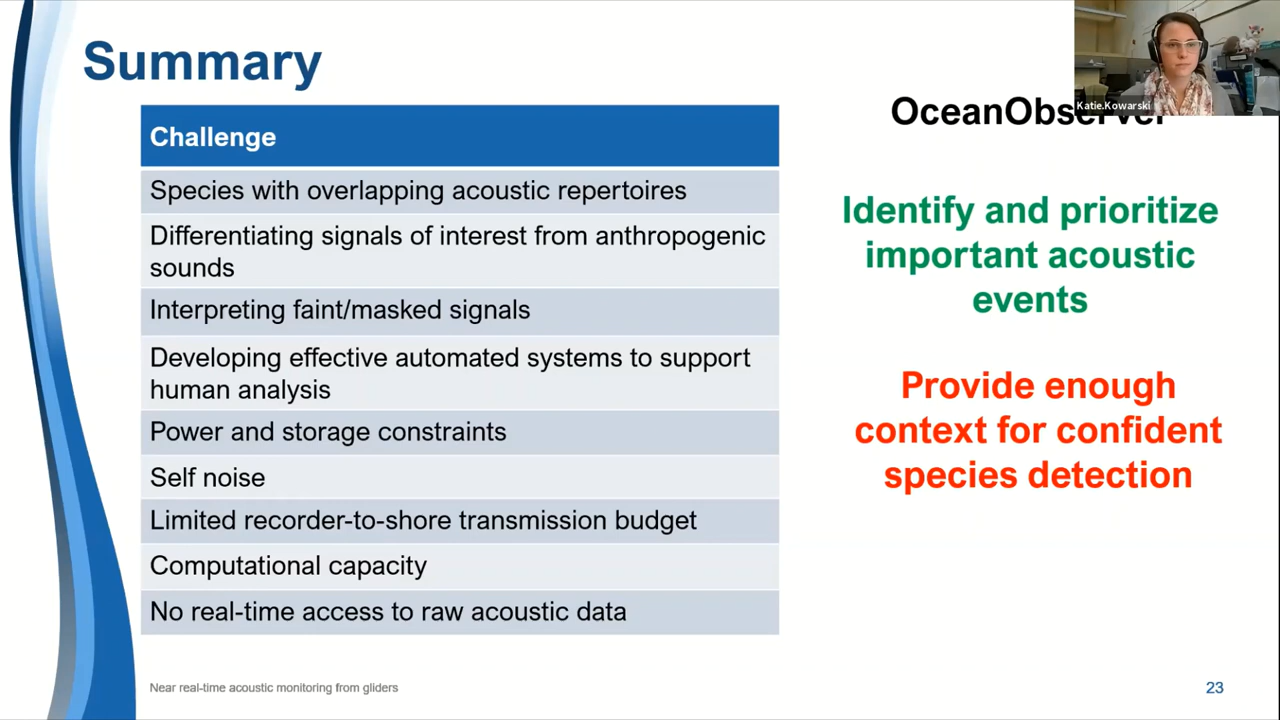 Summary
Katie.Kowarski
OceanObserver
Challenge
Species with overlapping acoustic repertoires
Differentiating signals of interest from anthropogenic
sounds
Interpreting faint/masked signals
Developing effective automated systems to support
human analysis
Power and storage constraints
Self noise
Limited recorder-to-shore transmission budget
Computational capacity
No real-time access to raw acoustic data
Identify and prioritize
important acoustic
events
Provide enough
context for confident
species detection
Near real-time acoustic monitoring from gliders
23